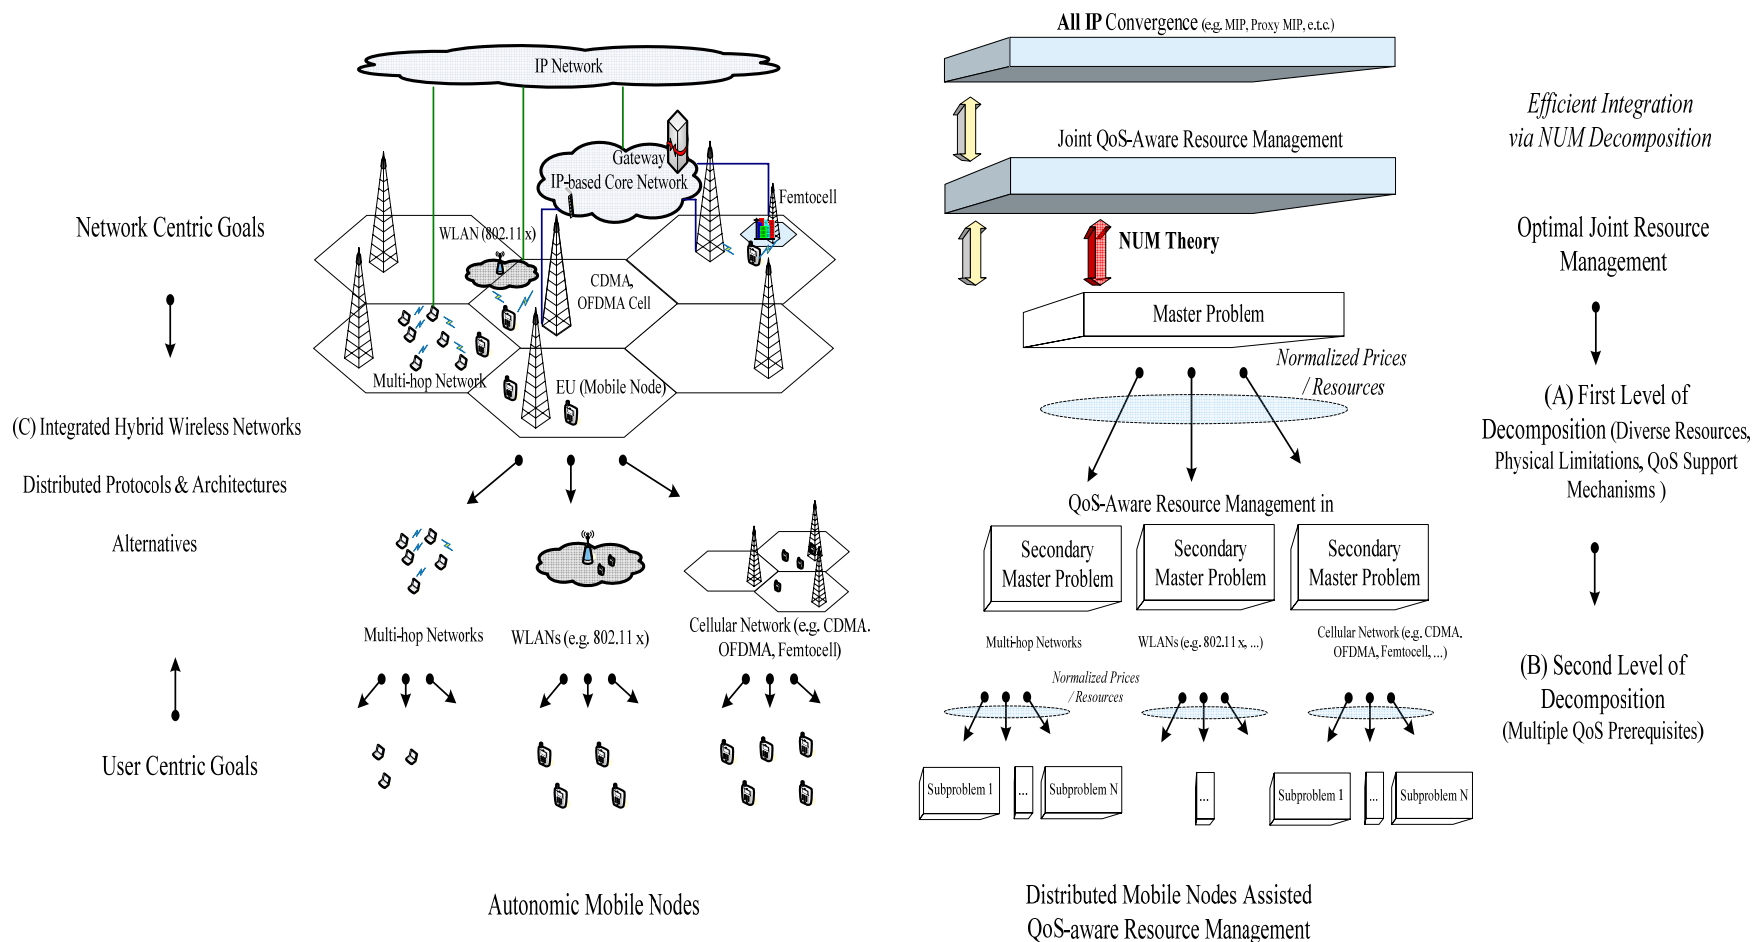 Network Centric Goals
(C) Integrated Hybrid Wireless Networks
Distributed Protocols & Architectures
Alternatives
User Centric Goals
IP Network
Gateway
IP-based Core Network
Femtocell
WLAN (802.11 x)
CDMA,
OFDMA Cell
Multi-hop Network
EU (Mobile Node)
Multi-hop Networks
WLANs (e.g. 802.11 x)
Cellular Network (e.g. CDMA.
OFDMA, Femtocell)
Autonomic Mobile Nodes
All IP Convergence (e.g. MIP, Proxy MIP, e.t.c.)
Joint QoS-Aware Resource Management
NUM Theory
Master Problem
Normalized Prices
/ Resources
QoS-Aware Resource Management in
Secondary
Master Problem
Secondary
Master Problem
Secondary
Master Problem
Multi-hop Networks
WLANs (e.g. 802.11 x, ...)
Cellular Network (e.g. CDMA.
OFDMA, Femtocell, ...)
Normalized Prices
/ Resources
Subproblem 1
...
Subproblem N
...
Subproblem 1
...
Subproblem N
Distributed Mobile Nodes Assisted
QoS-aware Resource Management
Efficient Integration
via NUM Decomposition
Optimal Joint Resource
Management
(A) First Level of
Decomposition (Diverse Resources,
Physical Limitations, QoS Support
Mechanisms )
(B) Second Level of
Decomposition
(Multiple QoS Prerequisites)